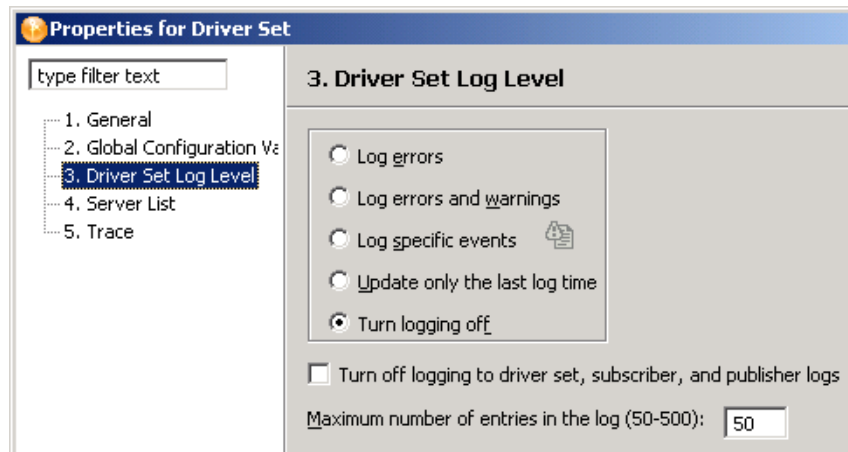 Properties for Driver Set
type filter text
1. General
2. Global Configuration Va
3. Driver Set Log Level
4. Server List
5. Trace
3. Driver Set Log Level
Log errors
Log errors and warnings
Log specific events
Update only the last log time
Turn logging off
Turn off logging to driver set, subscriber, and publisher logs
Maximum number of entries in the log (50-500): 50